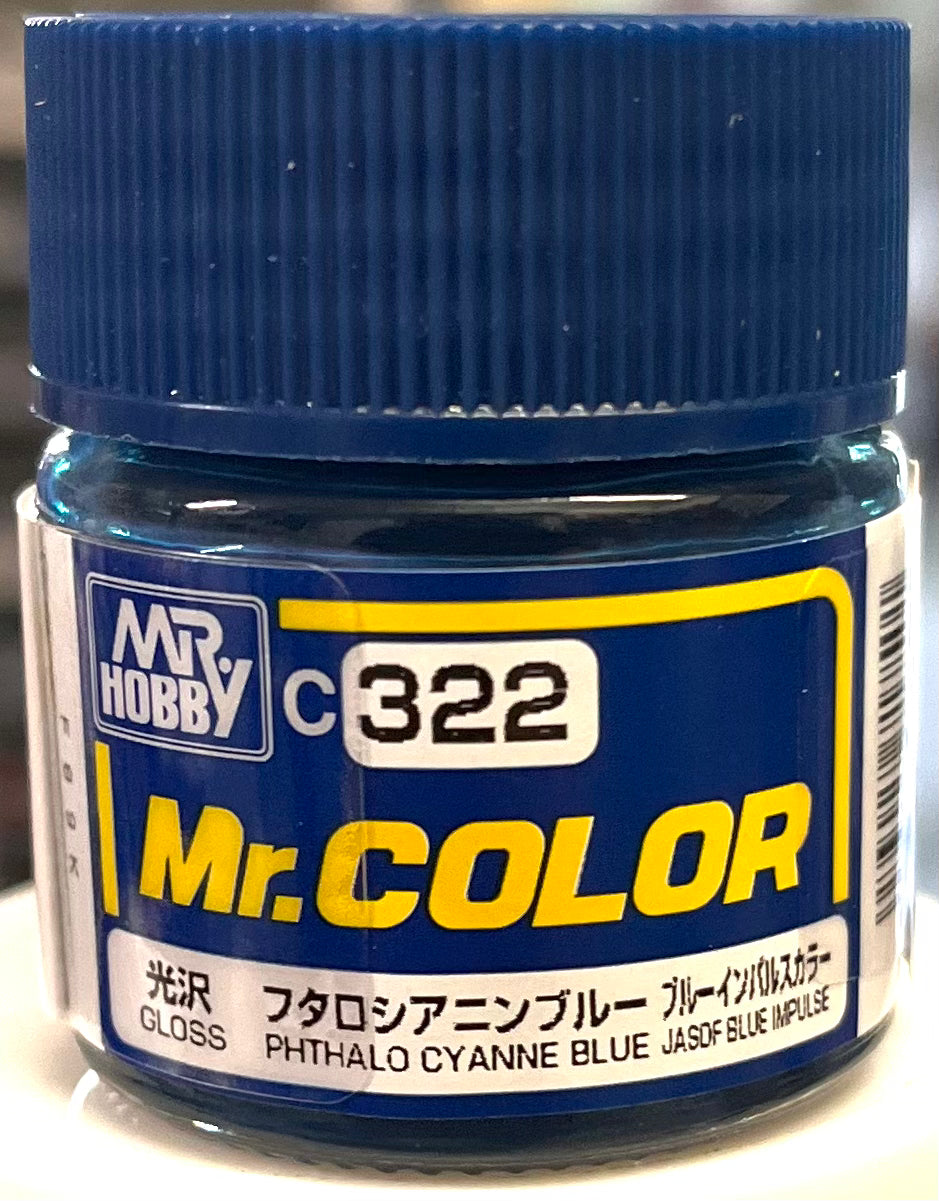 MR.
HOBBY
C 322
Mr.COLOR
光沢
GLOSS
フタロシアニンブルー ブルーインパルスカラー
PHTHALO CYANNE BLUE JASDF BLUE IMPULSE